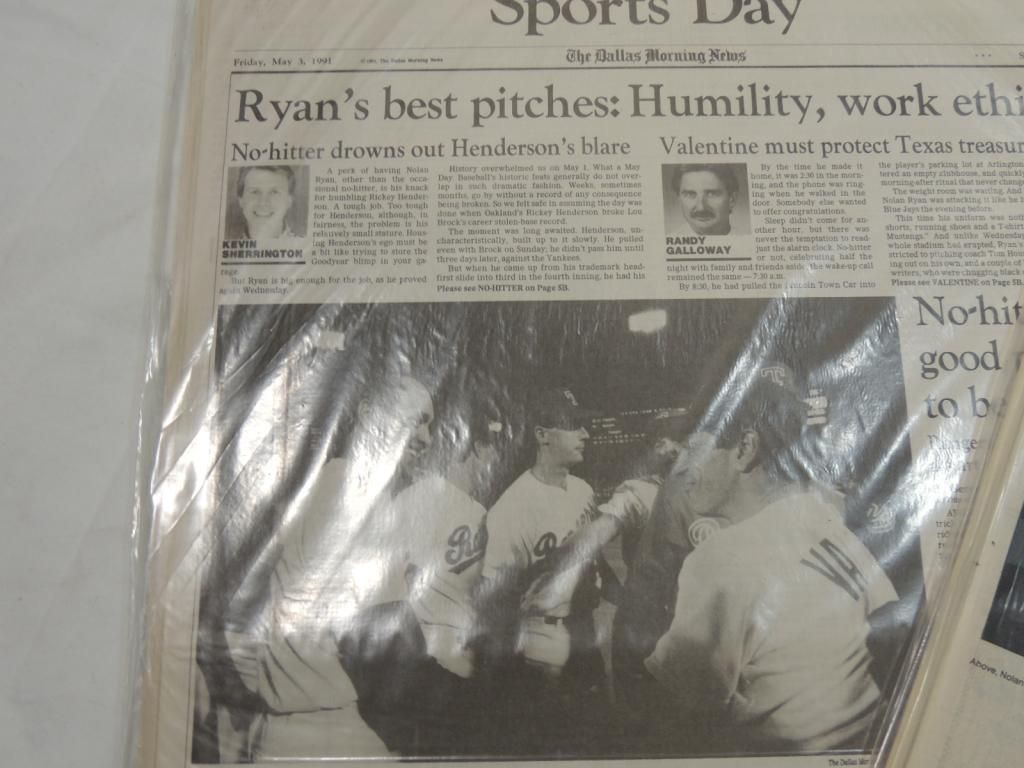 Sports Day
Friday, May 3, 1991
The Dallas Morning News
Ryan's best pitches: Humility, work ethi
No-hitter drowns out Henderson's blare
Valentine must protect Texas treasur
KEVIN
SHERRINGTON
A perk of having Nolan
Ryan, other than the occa-
sional no-hitter, is his knack
for humbling Rickey Hender-
son. A tough job. Too tough
for Henderson, although, in
fairness, the problem is his
relatively small stature. Hous-
ing Henderson's ego must be
a bit like trying to store the
Goodyear blimp in your ga-
rage.
But Ryan is big enough for the job, as he proved
again Wednesday.
History overwhelmed us on May 1. What a May
Day. Baseball's historic feats generally do not over-
lap in such dramatic fashion. Weeks, sometimes
months, go by without a record of any consequence
being broken. So we felt safe in assuming the day was
done when Oakland's Rickey Henderson broke Lou
Brock's career stolen-base record.
The moment was long awaited. Henderson, un-
characteristically, built up to it slowly. He pulled
even with Brock on Sunday; he didn't pass him until
three days later, against the Yankees.
But when he came up from his trademark head-
first slide into third in the fourth inning, he had his
Please see NO-HITTER on Page 5B.
RANDY
GALLOWAY
By the time he made it
home, it was 2:30 in the morn-
ing, and the phone was ring-
ing when he walked in the
door. Somebody else wanted
to offer congratulations.
Sleep didn't come for an-
other hour, but there was
never the temptation to read-
just the alarm clock. No-hitter
or not, celebrating half the
night with family and friends aside, the wake-up call
remained the same — 7:30 a.m.
By 8:30, he had pulled the Lincoln Town Car into
the player's parking lot at Arlington
tered an empty clubhouse, and quickly
morning-after ritual that never change
The weight room was waiting. And
Nolan Ryan was attacking it like he h
Blue Jays the evening before
This time his uniform was not
shorts, running shoes and a T-shirt
Mustangs." And unlike Wednesday
whole stadium had erupted, Ryan's
stricted to pitching coach Tom Hou
ing out on his own, and a couple of
writers, who were chugging black c
Please see VALENTINE on Page 5B.
No-hit
good
to be
T
VA
The Dallas Mor
Above, Nolan